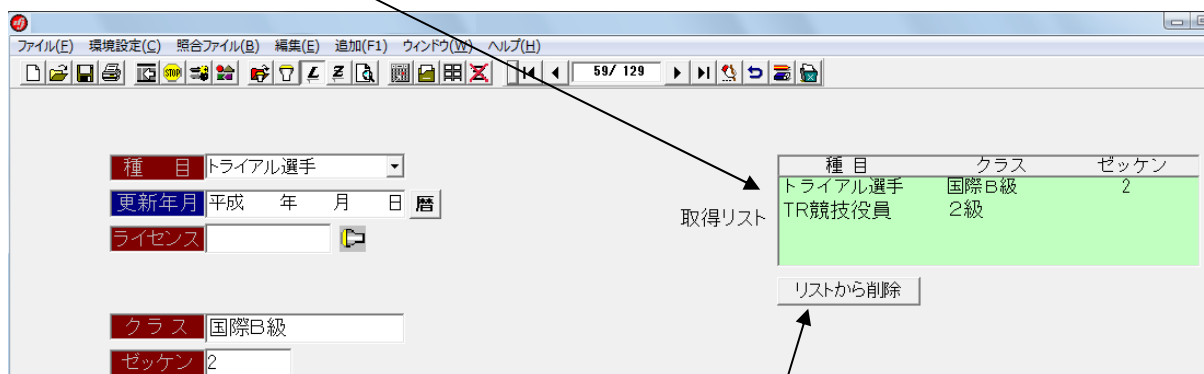 ファイル(F) 環境設定(C) 照合ファイル(B) 編集(E) 追加(F1) ウィンドウ(W) ヘルプ(H)
STOP 59/ 129
種 目 トライアル選手
更新年月 平成 年 月 日 暦
ライセンス
クラス 国際B級
ゼッケン 2
取得リスト
種 目 クラス ゼッケン
トライアル選手 国際B級 2
TR競技役員 2級
リストから削除